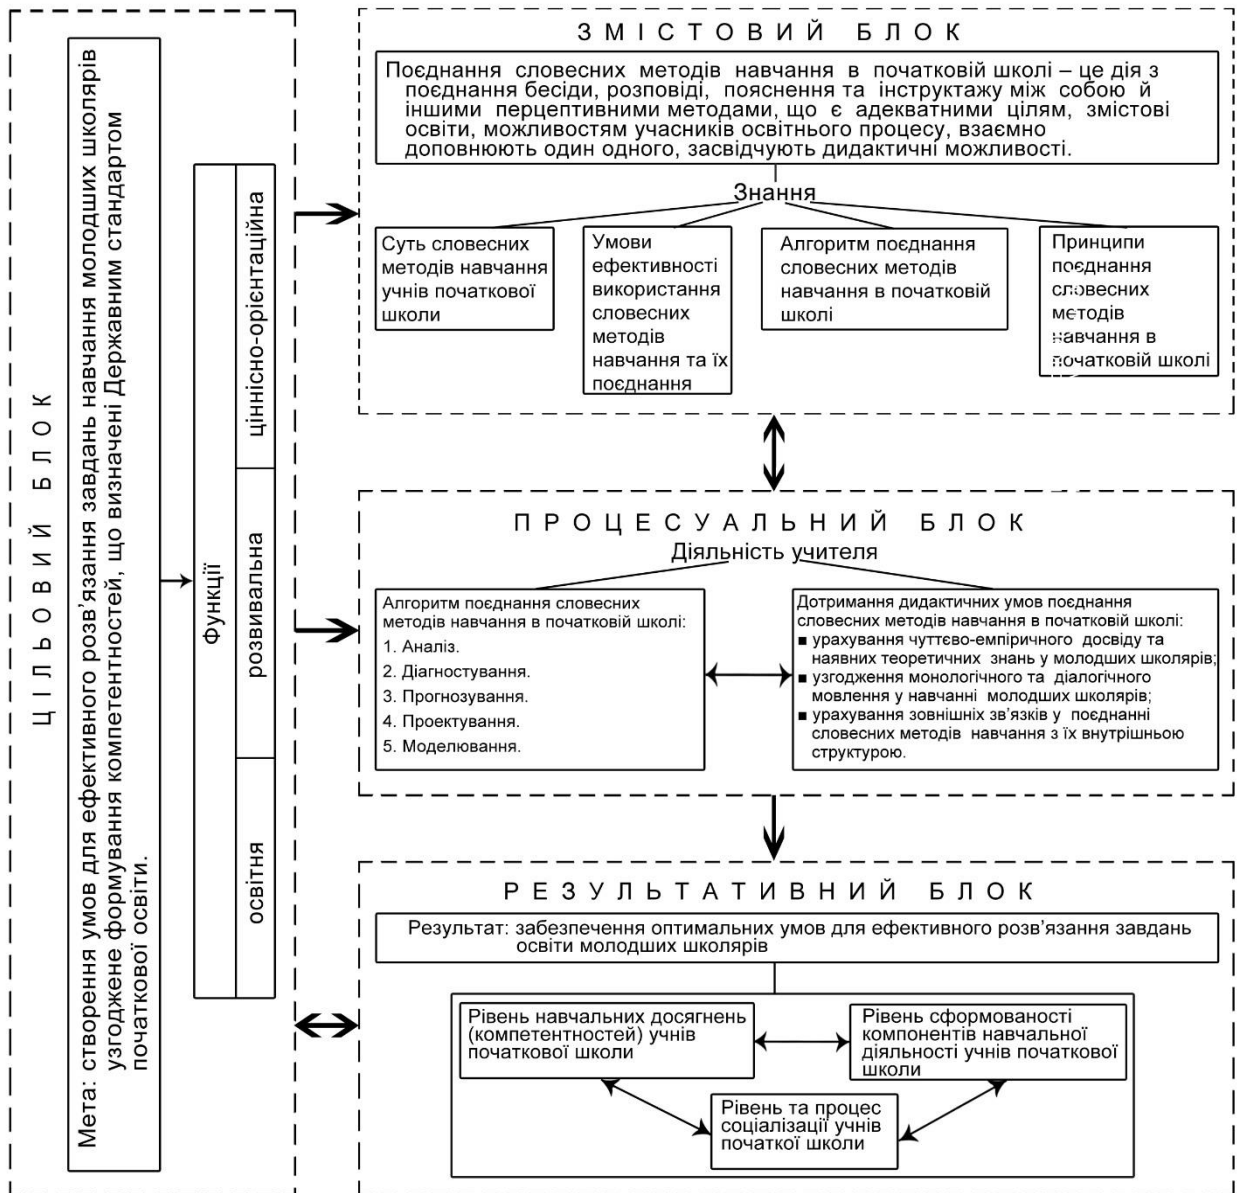 ЦІЛЬОВИЙ БЛОК
Мета: створення умов для ефективного розв’язання завдань навчання молодших школярів
узгоджене формування компетентностей, що визначені Державним стандартом
початкової освіти.
Функції
ціннісно-орієнтаційна
розвивальна
освітня
ЗМІСТОВИЙ БЛОК
Поєднання словесних методів навчання в початковій школі – це дія з
поєднання бесіди, розповіді, пояснення та інструктажу між собою й
іншими перцептивними методами, що є адекватними цілям, змістові
освіти, можливостям учасників освітнього процесу, взаємно
доповнюють один одного, засвідчують дидактичні можливості.
Знання
Суть словесних
методів навчання
учнів початкової
школи
Умови
ефективності
використання
словесних
методів
навчання та їх
поєднання
Алгоритм поєднання
словесних методів
навчання в початковій
школі
Принципи
поєднання
словесних
методів
навчання в
початковій школі
ПРОЦЕСУАЛЬНИЙ БЛОК
Діяльність учителя
Алгоритм поєднання словесних
методів навчання в початковій школі:
1. Аналіз.
2. Діагностування.
3. Прогнозування.
4. Проектування.
5. Моделювання.
Дотримання дидактичних умов поєднання
словесних методів навчання в початковій школі:
■ урахування чуттєво-емпіричного досвіду та
наявних теоретичних знань у молодших школярів;
■ узгодження монологічного та діалогічного
мовлення у навчанні молодших школярів;
■ урахування зовнішніх зв’язків у поєднанні
словесних методів навчання з їх внутрішньою
структурою.
РЕЗУЛЬТАТИВНИЙ БЛОК
Результат: забезпечення оптимальних умов для ефективного розв’язання завдань
освіти молодших школярів
Рівень навчальних досягнень
(компетентностей) учнів
початкової школи
Рівень сформованості
компонентів навчальної
діяльності учнів початкової
школи
Рівень та процес
соціалізації учнів
початкої школи